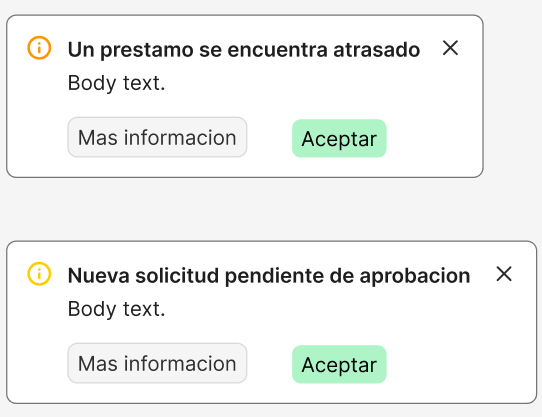 Un prestamo se encuentra atrasado
Body text.
Mas informacion
Aceptar
Nueva solicitud pendiente de aprobacion
Body text.
Mas informacion
Aceptar